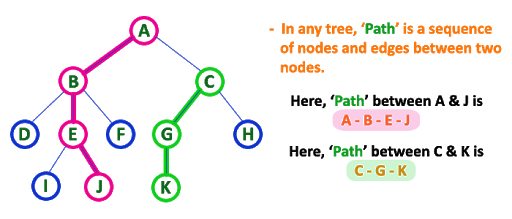 A
- In any tree, ‘Path’ is a sequence
of nodes and edges between two
nodes.
B
C
Here, ‘Path’ between A & J is
A - B - E - J
D
E
F
G
H
Here, ‘Path’ between C & K is
C - G - K
I
J
K